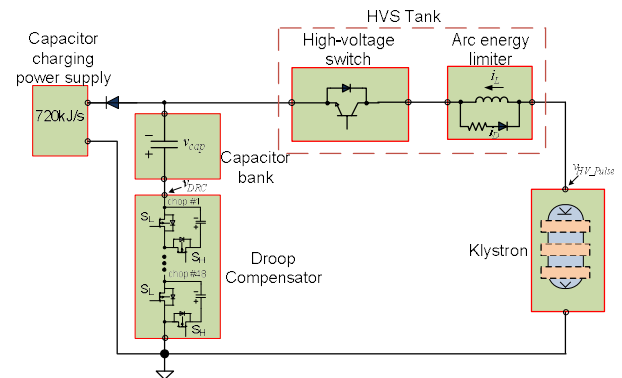 HVS Tank
Capacitor
charging
power supply
High-voltage
switch
Arc energy
limiter
720kJ/s
i_L
i_D
− +
v_cap
Capacitor
bank
v_DRC
v_HV_Pulse
chop #1
S_L
S_H
Droop
Compensator
chop #48
S_L
S_H
Klystron